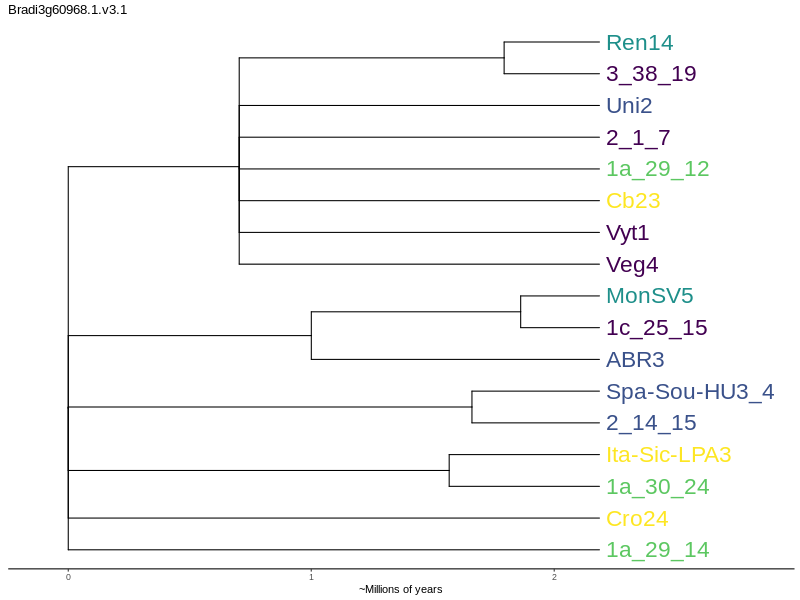 Bradi3g60968.1.v3.1
Ren14
3_38_19
Uni2
2_1_7
1a_29_12
Cb23
Vyt1
Veg4
MonSV5
1c_25_15
ABR3
Spa-Sou-HU3_4
2_14_15
Ita-Sic-LPA3
1a_30_24
Cro24
1a_29_14
0 1 2
~Millions of years